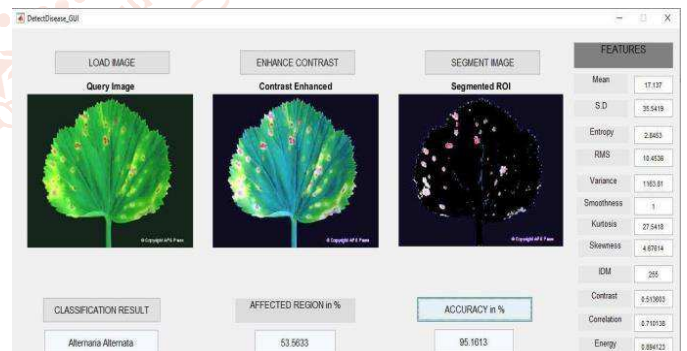 DetectDisease_GUI
LOAD IMAGE
ENHANCE CONTRAST
SEGMENT IMAGE
FEATURES
Query Image
Contrast Enhanced
Segmented ROI
Mean
17.137
S.D
35.5419
Entropy
2.8453
RMS
10.4536
Variance
1163.81
Smoothness
1
Kurtosis
27.5418
Skewness
4.67614
IDM
255
Contrast
0.513603
Correlation
0.710138
Energy
0.894123
CLASSIFICATION RESULT
AFFECTED REGION in %
ACCURACY in %
Alternaria Alternata
53.5633
95.1613